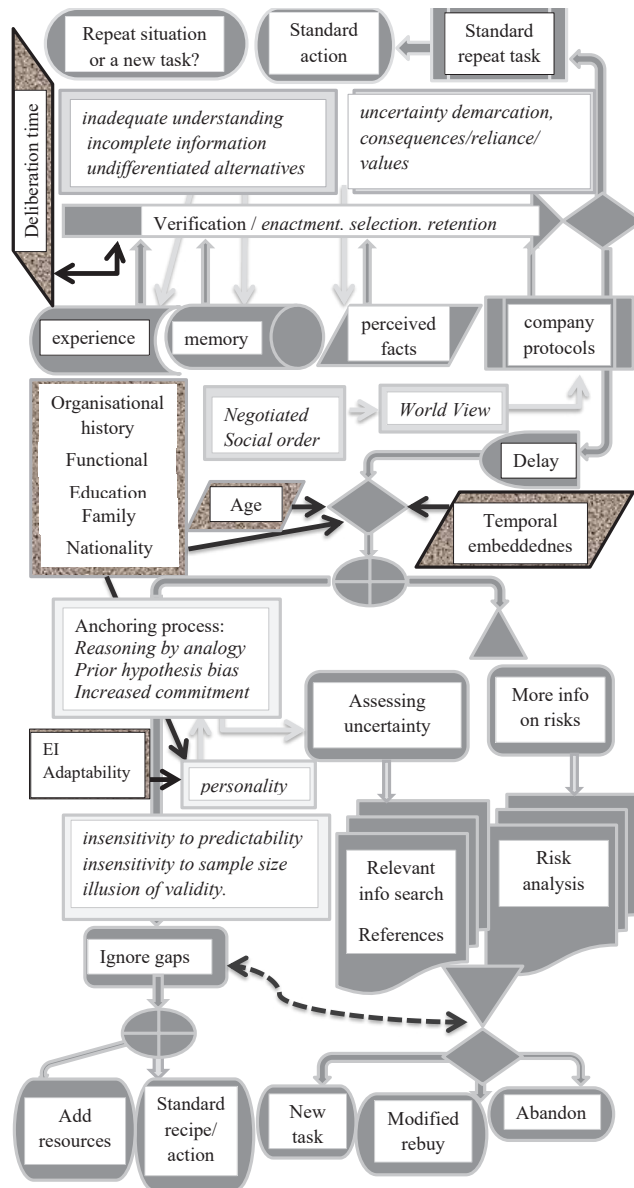 Repeat situation
or a new task?
Standard
action
Standard
repeat task
Deliberation time
inadequate understanding
incomplete information
undifferentiated alternatives
uncertainty demarcation,
consequences/reliance/
values
Verification / enactment. selection. retention
experience
memory
perceived
facts
company
protocols
Organisational
history
Functional
Education
Family
Nationality
Negotiated
Social order
World View
Delay
Age
Temporal
embeddednes
Anchoring process:
Reasoning by analogy
Prior hypothesis bias
Increased commitment
Assessing
uncertainty
More info
on risks
EI
Adaptability
personality
insensitivity to predictability
insensitivity to sample size
illusion of validity.
Relevant
info search
References
Risk
analysis
Ignore gaps
Add
resources
Standard
recipe/
action
New
task
Modified
rebuy
Abandon